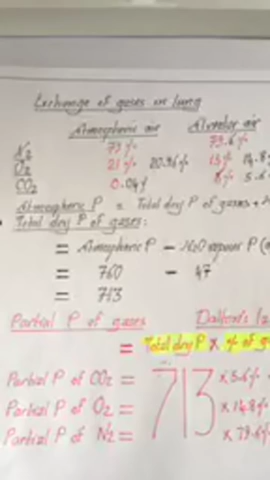 Exchange of gases in lung
Atmospheric air Alveolar air
N2 79% 79.6%
O2 21% 20.96% 13% 14.8
CO2 0.04% 5.6
Atmospheric P = Total dry P of gases +
Total dry P of gases:
= Atmospheric P - H2O vapour P
= 760 - 47
= 713
Partial P of gases Dalton's
= Total dry P x % of
Partial P of CO2 = 713 x 5.6%
Partial P of O2 = x 14.8%
Partial P of N2 = x 79.6%